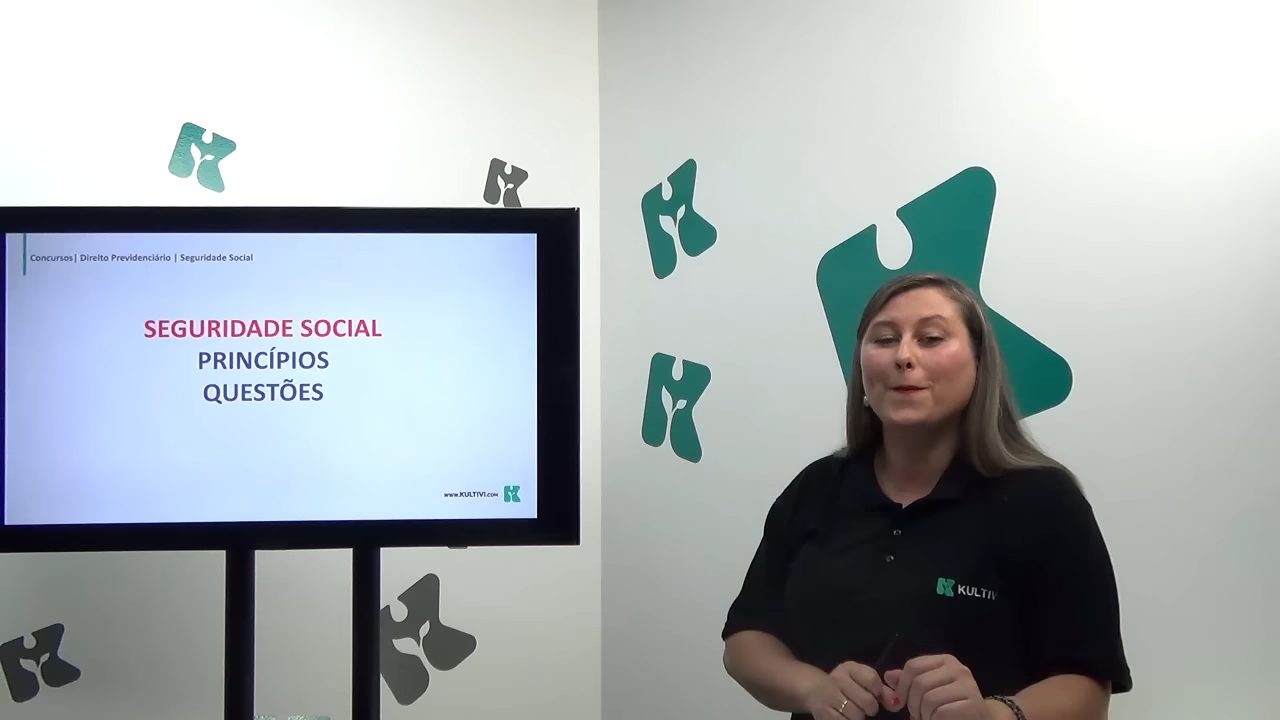 Concursos| Direito Previdenciário | Seguridade Social
SEGURIDADE SOCIAL
PRINCÍPIOS
QUESTÕES
www.KULTIVI.com
KULTIVI